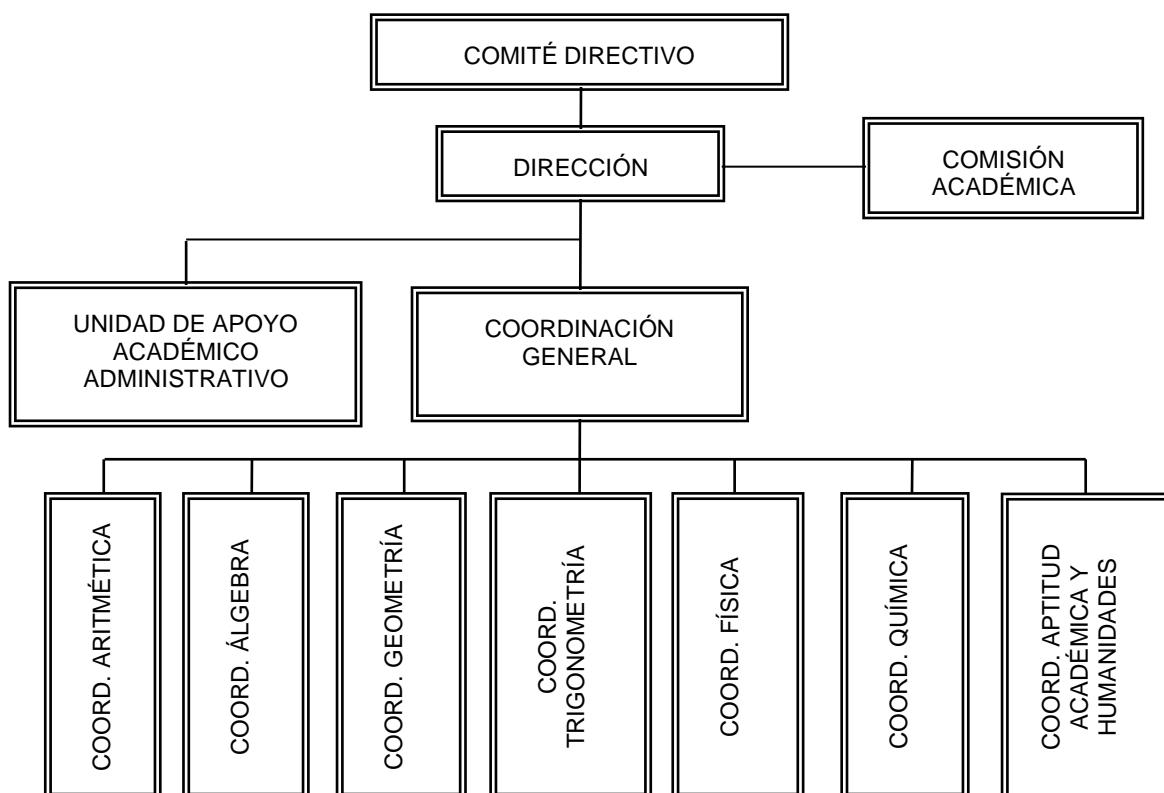 COMITÉ DIRECTIVO
DIRECCIÓN
COMISIÓN
ACADÉMICA
UNIDAD DE APOYO
ACADÉMICO
ADMINISTRATIVO
COORDINACIÓN
GENERAL
COORD. ARITMÉTICA
COORD. ÁLGEBRA
COORD. GEOMETRÍA
COORD.
TRIGONOMETRÍA
COORD. FÍSICA
COORD. QUÍMICA
COORD. APTITUD
ACADÉMICA Y
HUMANIDADES